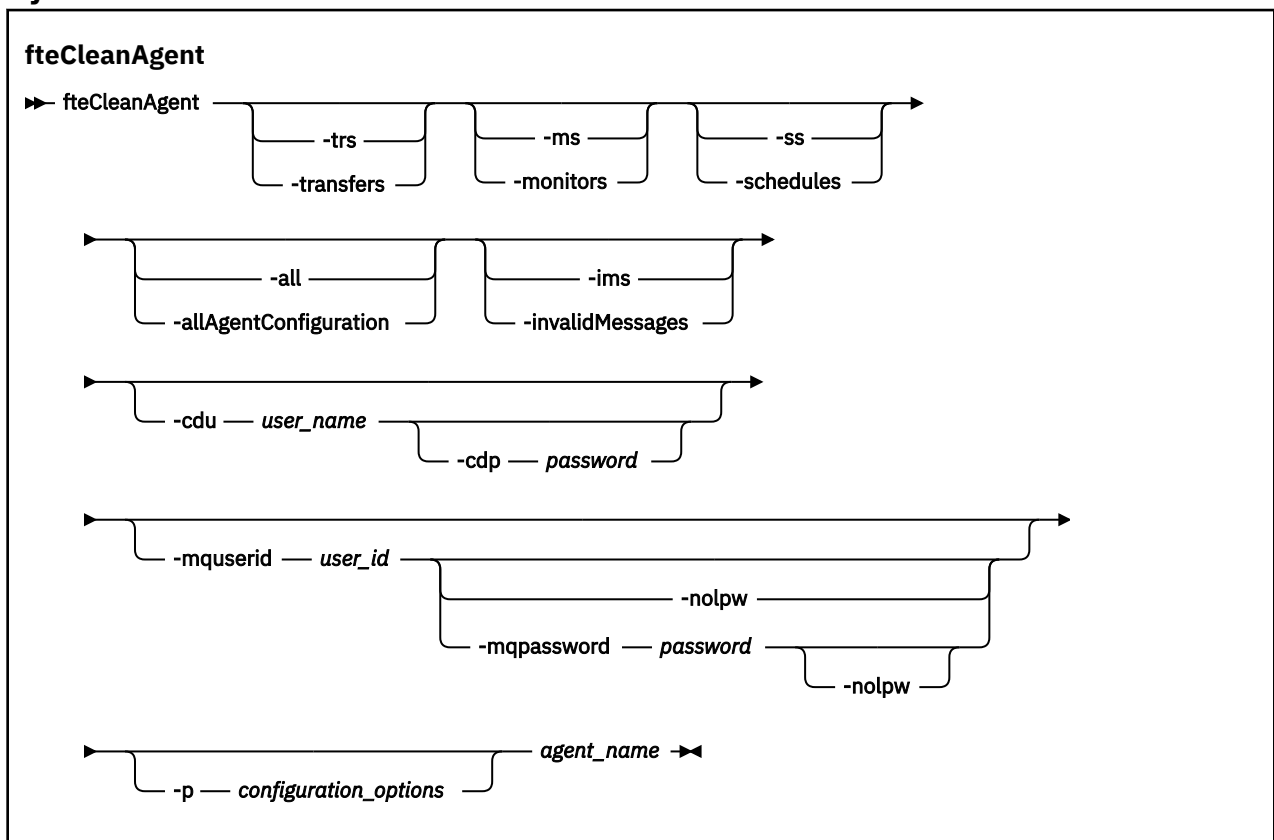 fteCleanAgent
fteCleanAgent
-trs
-transfers
-ms
-monitors
-ss
-schedules
-all
-allAgentConfiguration
-ims
-invalidMessages
-cdu user_name
-cdp password
-mquserid user_id
-nolpw
-mqpassword password
-nolpw
-p configuration_options
agent_name